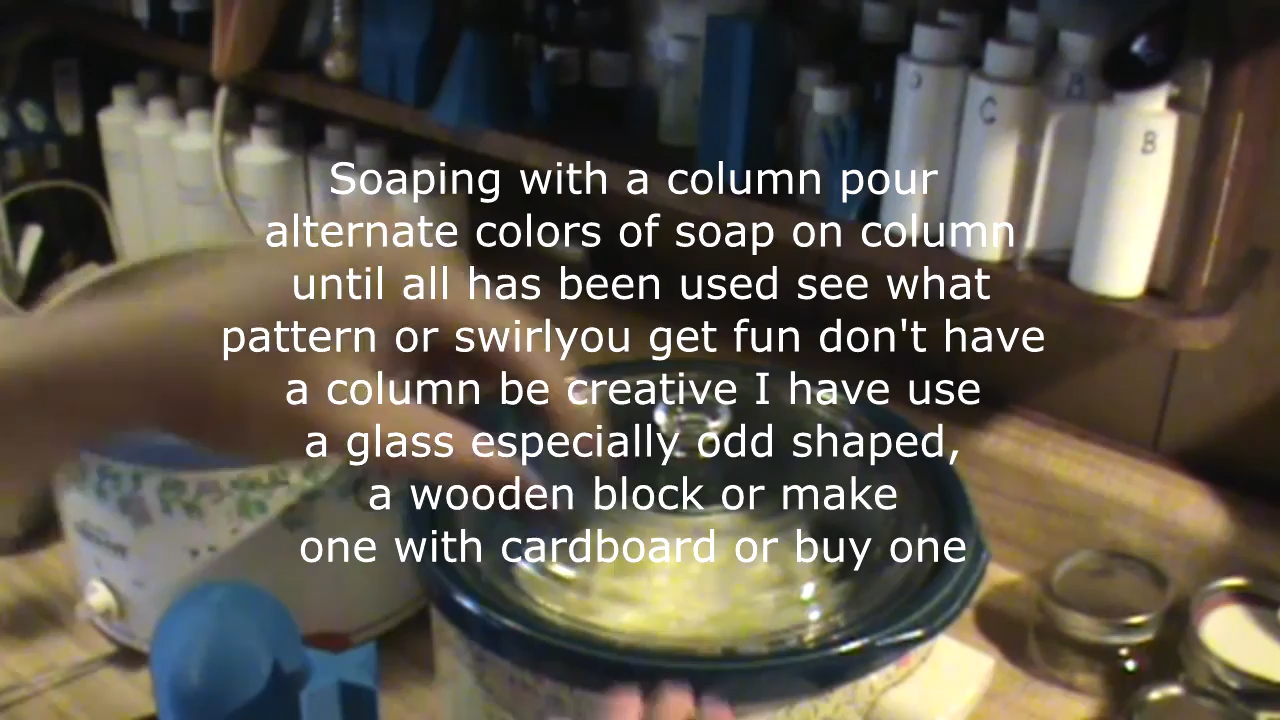 Soaping with a column pour
alternate colors of soap on column
until all has been used see what
pattern or swirlyou get fun don't have
a column be creative I have use
a glass especially odd shaped,
a wooden block or make
one with cardboard or buy one
D
C
A
B